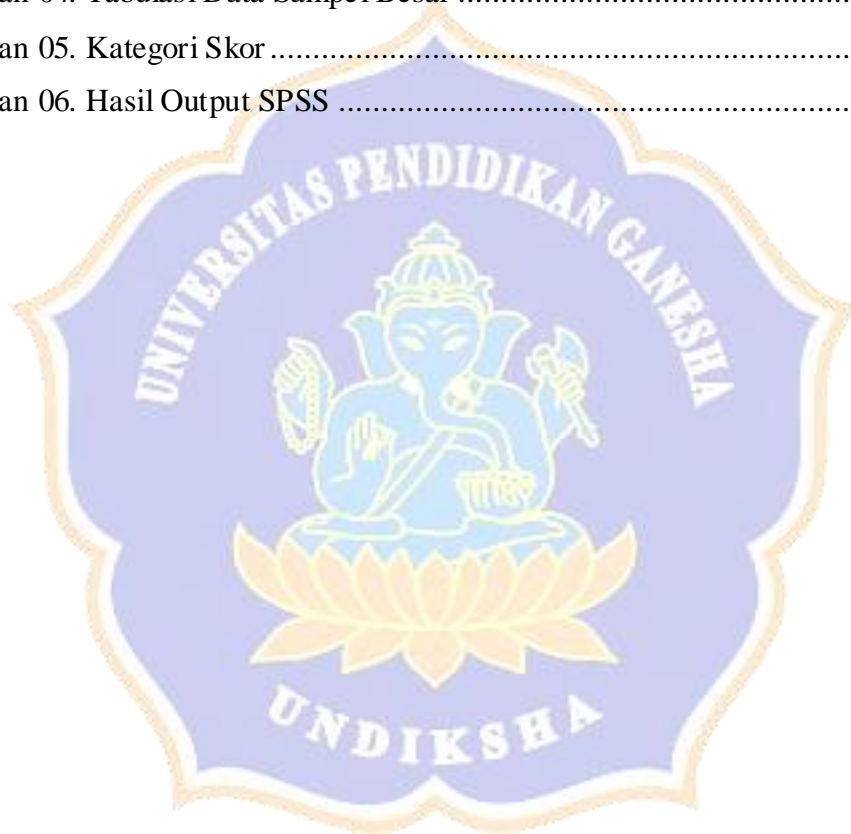 an 04. Tabulasi Data Sampel Besar ..............................................
an 05. Kategori Skor ....................................................................
an 06. Hasil Output SPSS ............................................................
UNIVERSITAS PENDIDIKAN GANESHA
UNDIKSHA